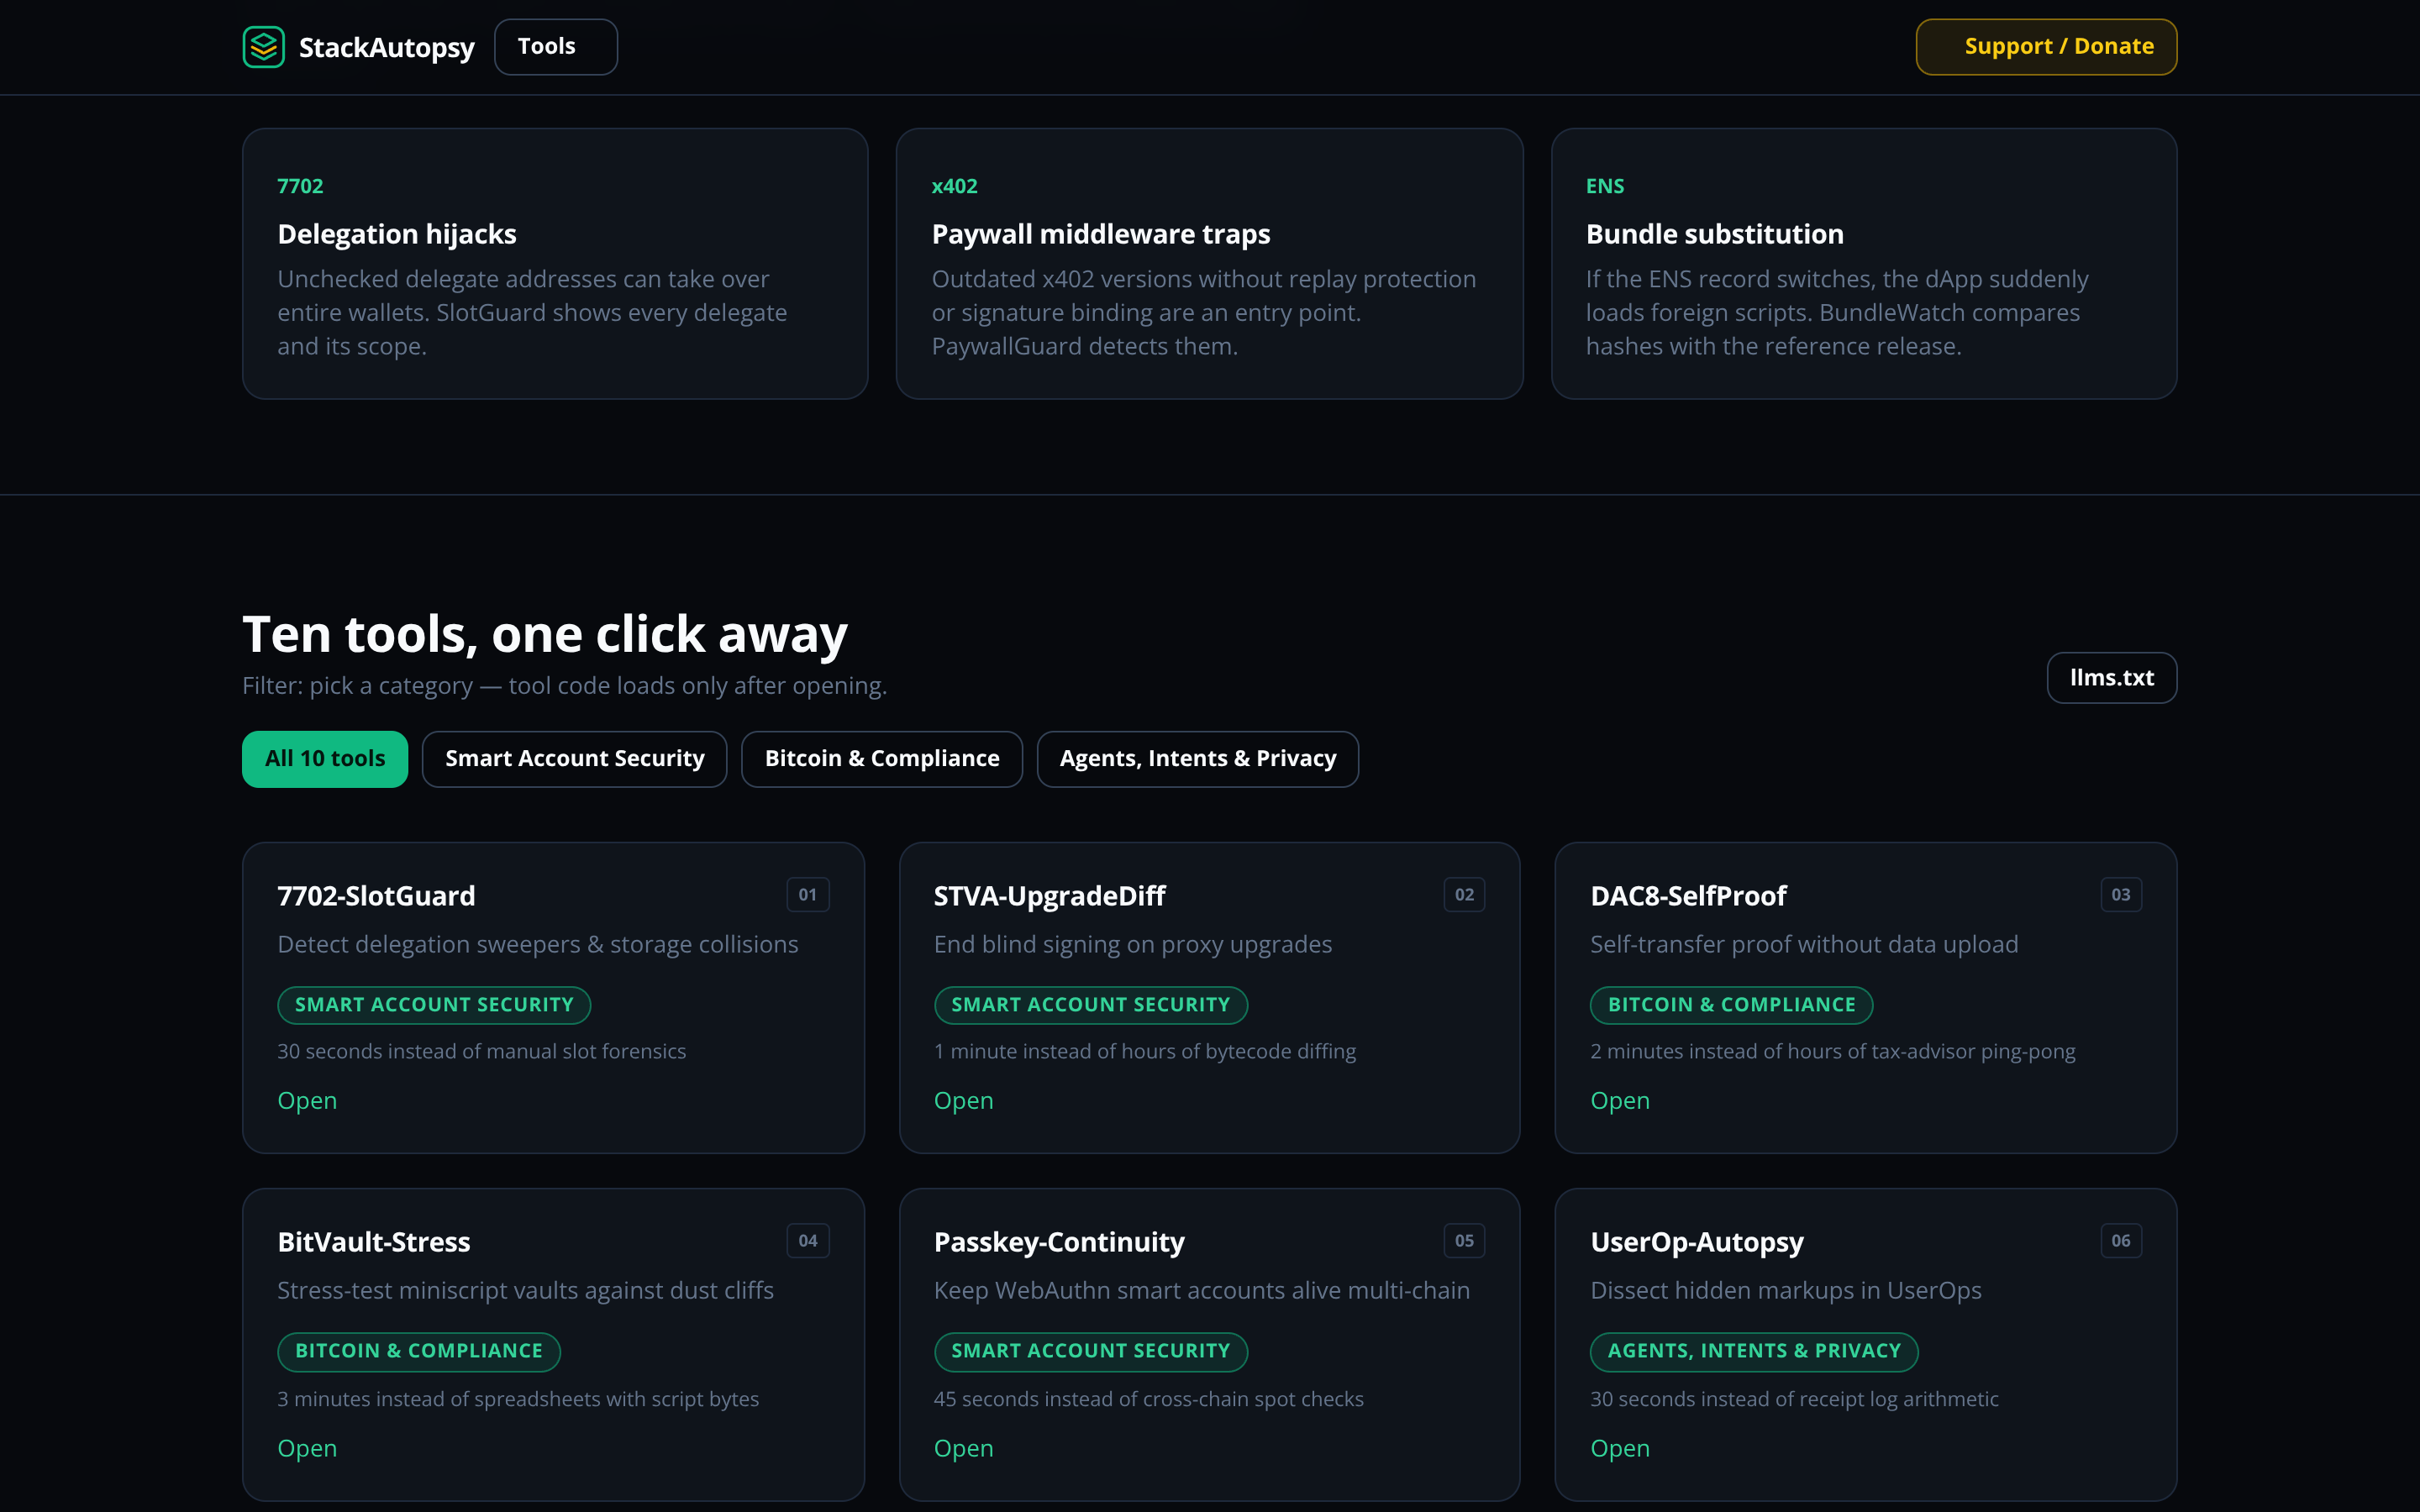 StackAutopsy
Tools
Support / Donate
7702
Delegation hijacks
Unchecked delegate addresses can take over
entire wallets. SlotGuard shows every delegate
and its scope.
x402
Paywall middleware traps
Outdated x402 versions without replay protection
or signature binding are an entry point.
PaywallGuard detects them.
ENS
Bundle substitution
If the ENS record switches, the dApp suddenly
loads foreign scripts. BundleWatch compares
hashes with the reference release.
Ten tools, one click away
Filter: pick a category — tool code loads only after opening.
llms.txt
All 10 tools
Smart Account Security
Bitcoin & Compliance
Agents, Intents & Privacy
7702-SlotGuard
01
Detect delegation sweepers & storage collisions
SMART ACCOUNT SECURITY
30 seconds instead of manual slot forensics
Open
STVA-UpgradeDiff
02
End blind signing on proxy upgrades
SMART ACCOUNT SECURITY
1 minute instead of hours of bytecode diffing
Open
DAC8-SelfProof
03
Self-transfer proof without data upload
BITCOIN & COMPLIANCE
2 minutes instead of hours of tax-advisor ping-pong
Open
BitVault-Stress
04
Stress-test miniscript vaults against dust cliffs
BITCOIN & COMPLIANCE
3 minutes instead of spreadsheets with script bytes
Open
Passkey-Continuity
05
Keep WebAuthn smart accounts alive multi-chain
SMART ACCOUNT SECURITY
45 seconds instead of cross-chain spot checks
Open
UserOp-Autopsy
06
Dissect hidden markups in UserOps
AGENTS, INTENTS & PRIVACY
30 seconds instead of receipt log arithmetic
Open